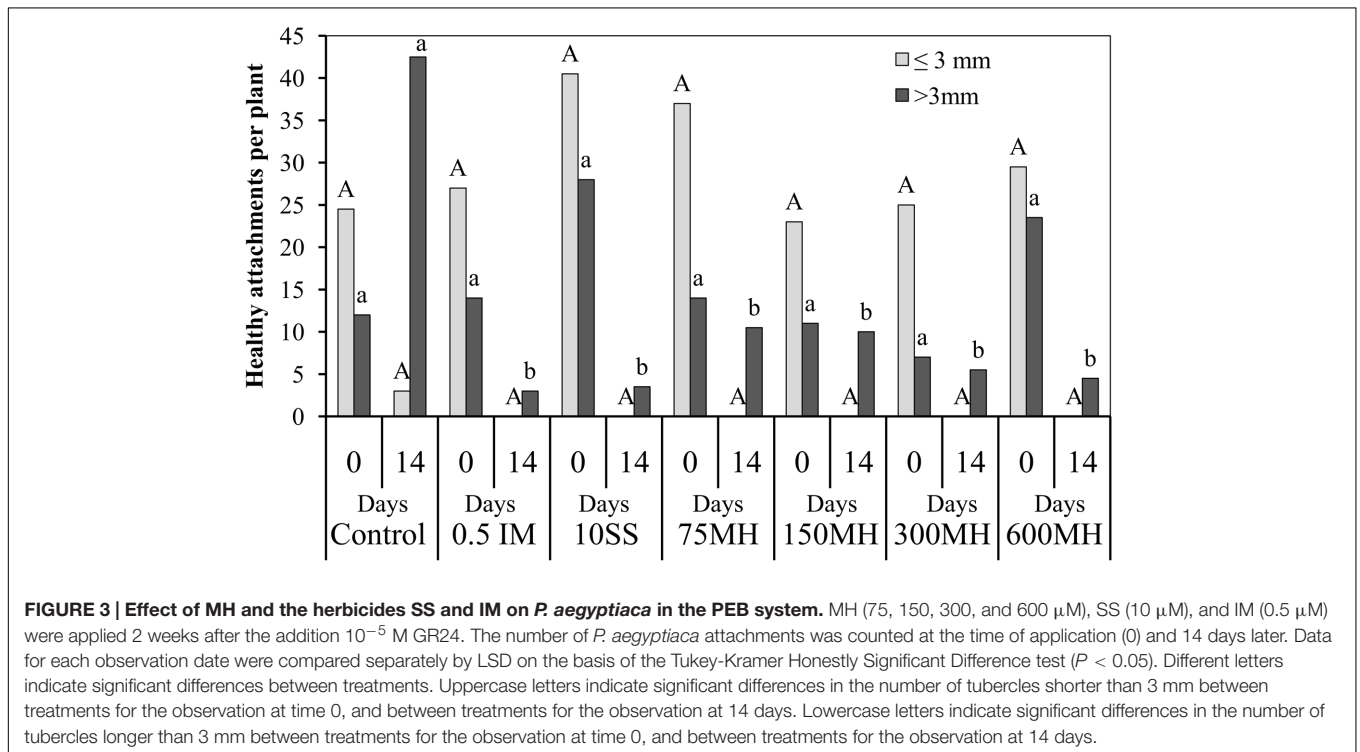 45
40
35
30
25
20
15
10
5
0
Healthy attachments per plant
≤ 3 mm
>3mm
A a A a A a A b A a A b A a A b A a A b A a A b A a A b
0 14 0 14 0 14 0 14 0 14 0 14 0 14
Days Days Days Days Days Days Days
Control 0.5 IM 10SS 75MH 150MH 300MH 600MH
FIGURE 3 | Effect of MH and the herbicides SS and IM on P. aegyptiaca in the PEB system. MH (75, 150, 300, and 600 μM), SS (10 μM), and IM (0.5 μM)
were applied 2 weeks after the addition 10⁻⁵ M GR24. The number of P. aegyptiaca attachments was counted at the time of application (0) and 14 days later. Data
for each observation date were compared separately by LSD on the basis of the Tukey-Kramer Honestly Significant Difference test (P < 0.05). Different letters
indicate significant differences between treatments. Uppercase letters indicate significant differences in the number of tubercles shorter than 3 mm between
treatments for the observation at time 0, and between treatments for the observation at 14 days. Lowercase letters indicate significant differences in the number of
tubercles longer than 3 mm between treatments for the observation at time 0, and between treatments for the observation at 14 days.